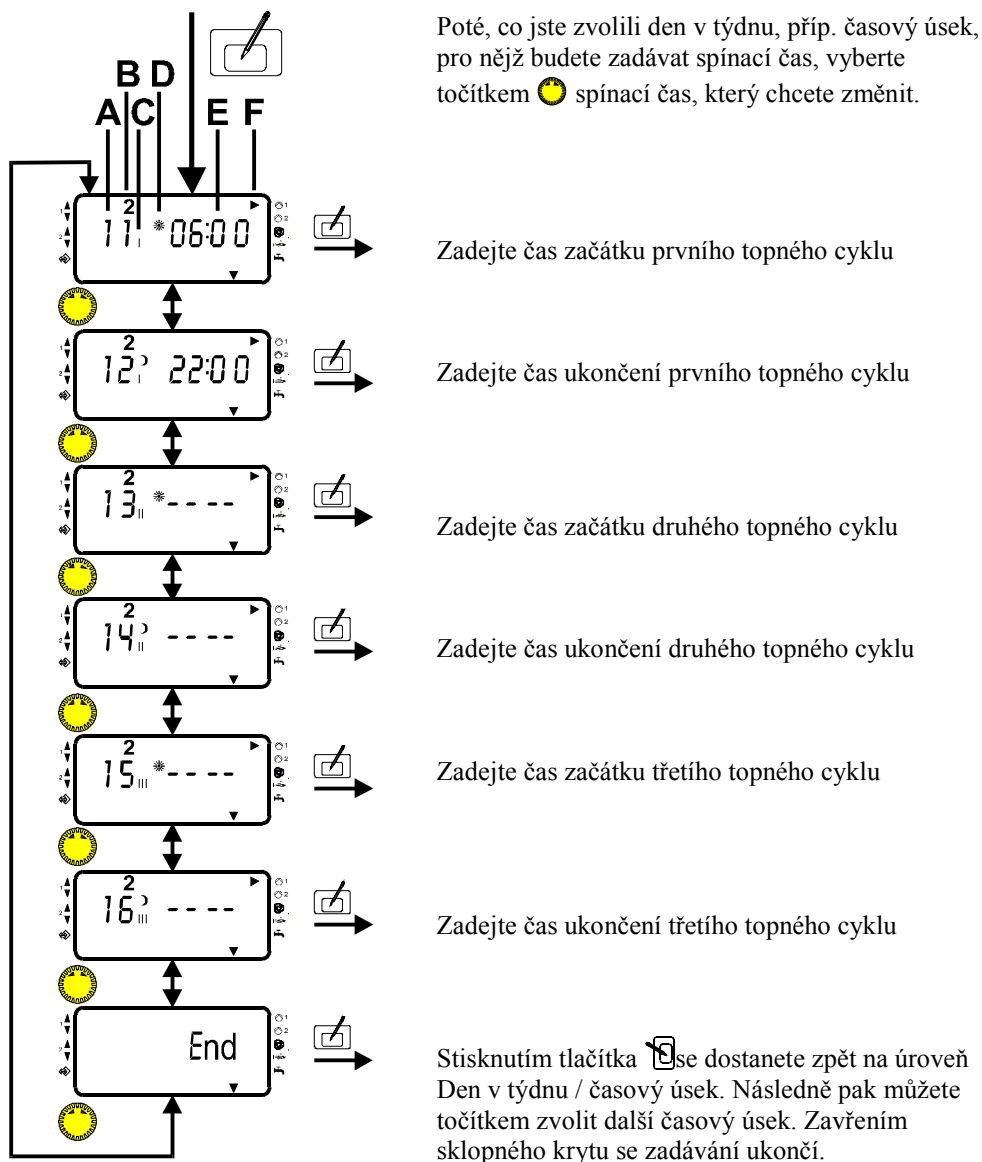 Poté, co jste zvolili den v týdnu, příp. časový úsek,
pro nějž budete zadávat spínací čas, vyberte
točítkem spínací čas, který chcete změnit.
B D
A C E F
2
11 I 06:00
Zadejte čas začátku prvního topného cyklu
2
12 I 22:00
Zadejte čas ukončení prvního topného cyklu
2
13 II - - - -
Zadejte čas začátku druhého topného cyklu
2
14 II - - - -
Zadejte čas ukončení druhého topného cyklu
2
15 III - - - -
Zadejte čas začátku třetího topného cyklu
2
16 III - - - -
Zadejte čas ukončení třetího topného cyklu
End
Stisknutím tlačítka se dostanete zpět na úroveň
Den v týdnu / časový úsek. Následně pak můžete
točítkem zvolit další časový úsek. Zavřením
sklopného krytu se zadávání ukončí.